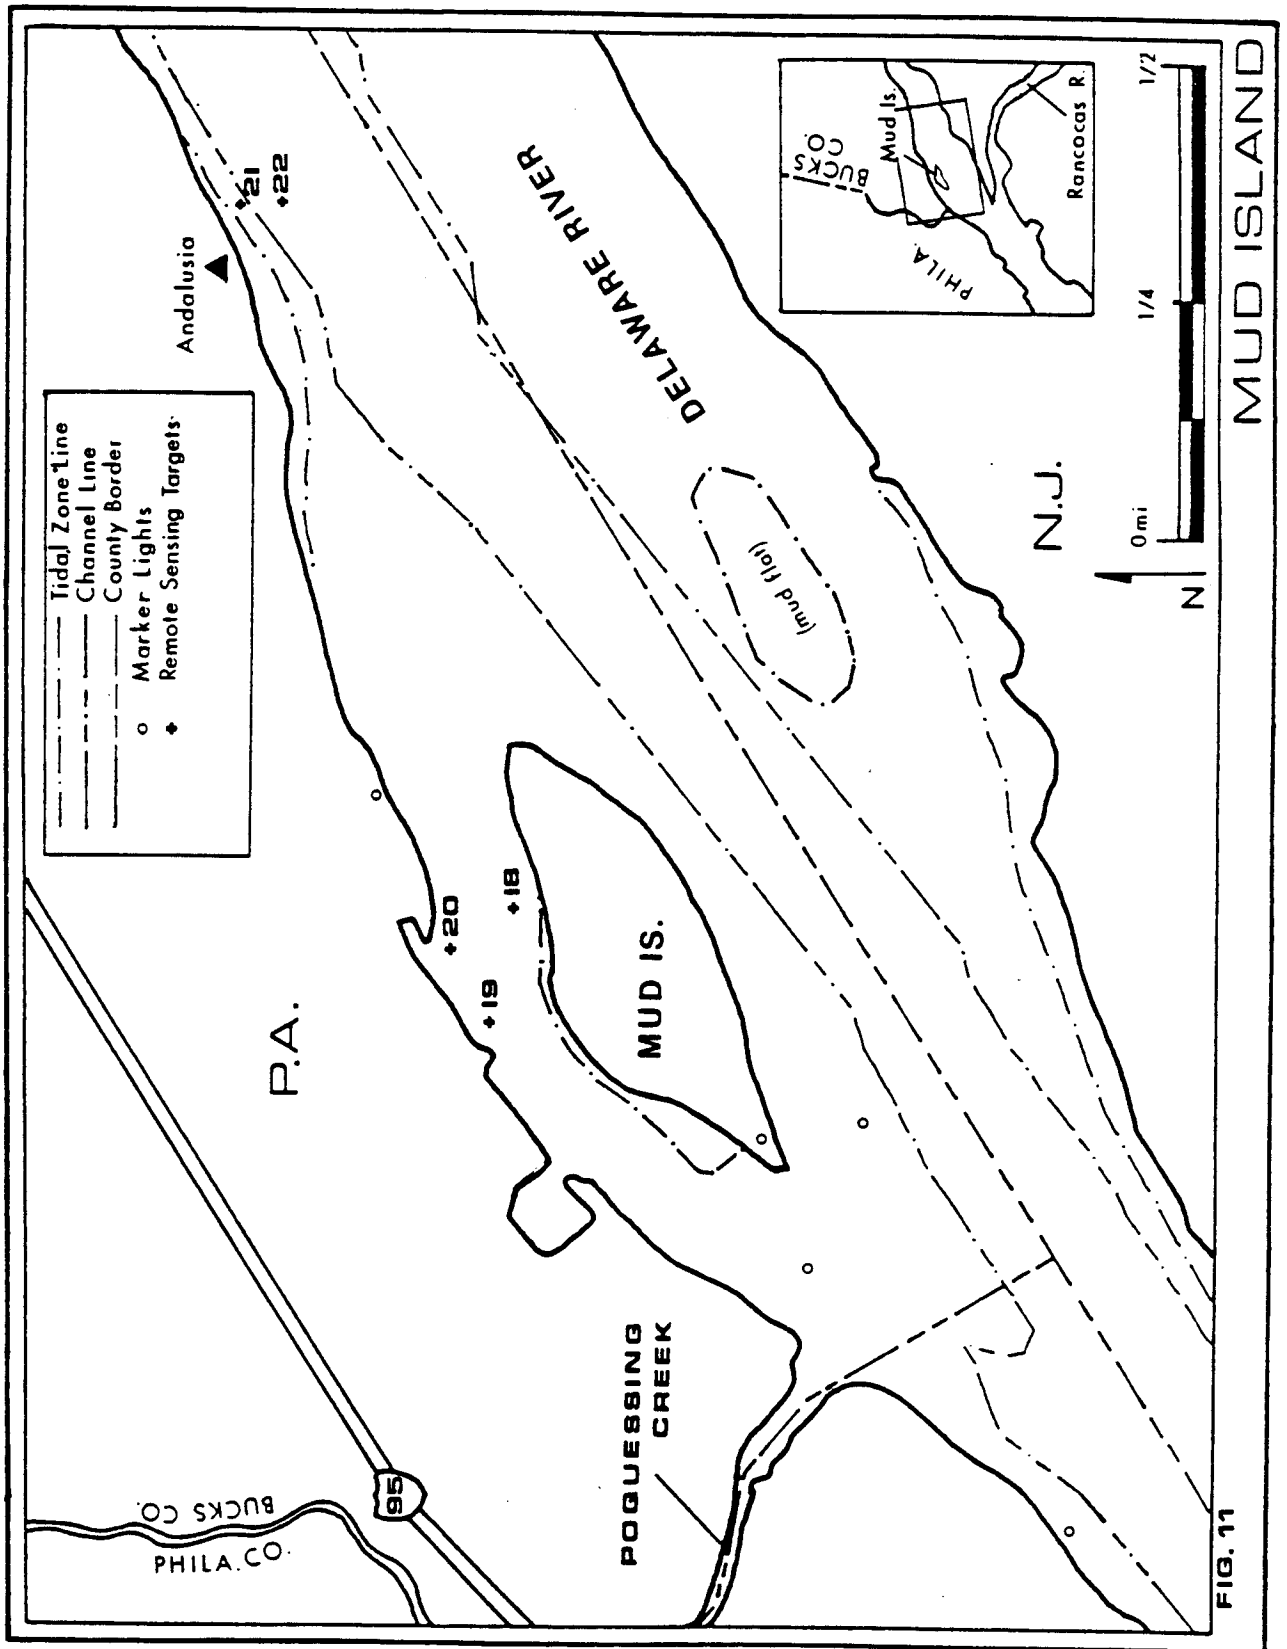 Tidal Zone Line
Channel Line
County Border
Marker Lights
Remote Sensing Targets
PHILA. CO.
BUCKS CO.
95
P.A.
Andalusia
21
22
20
19
18
MUD IS.
POQUESSING
CREEK
DELAWARE RIVER
(mud flat)
N.J.
BUCKS
CO.
Mud Is.
PHILA.
Rancocas R.
N
0mi
1/4
1/2
FIG. 11
MUD ISLAND